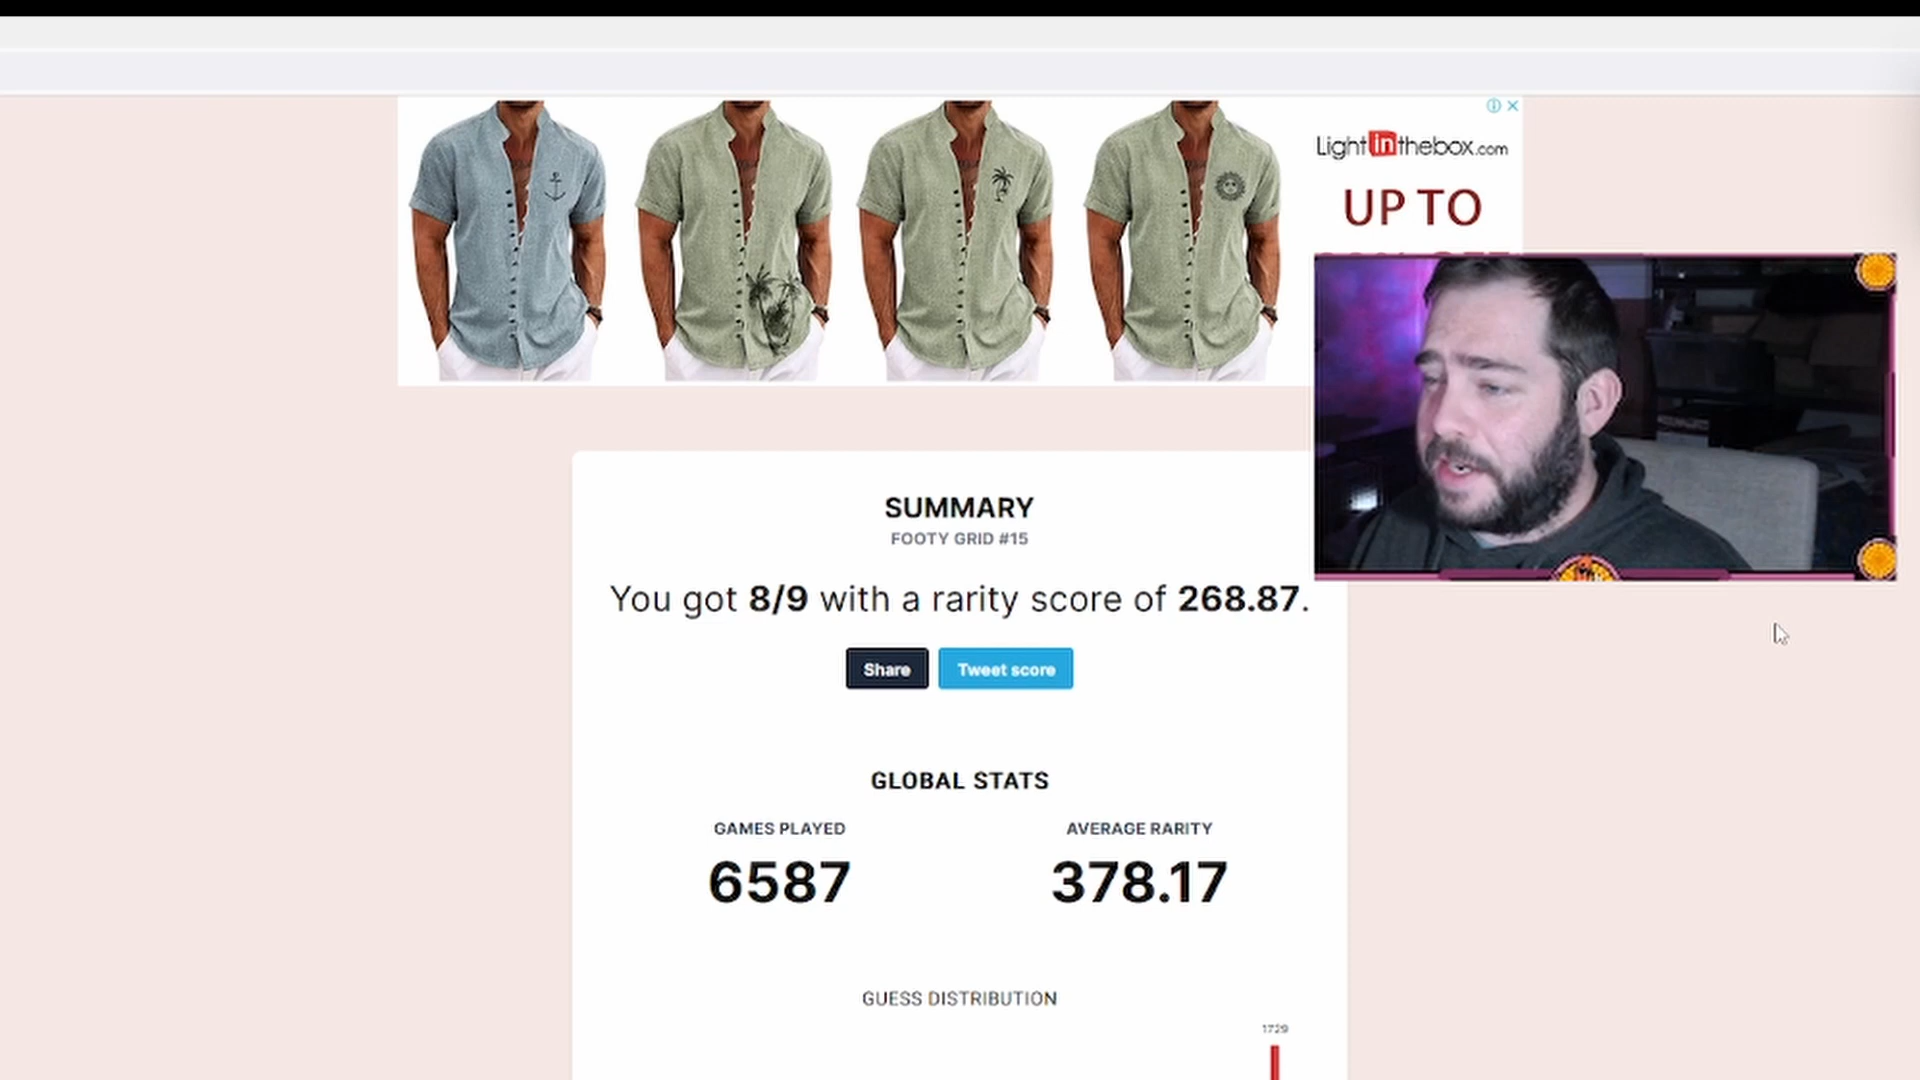 Lightinthebox.com
UP TO
SUMMARY
FOOTY GRID #15
You got 8/9 with a rarity score of 268.87.
Share
Tweet score
GLOBAL STATS
GAMES PLAYED
AVERAGE RARITY
6587
378.17
GUESS DISTRIBUTION
1729